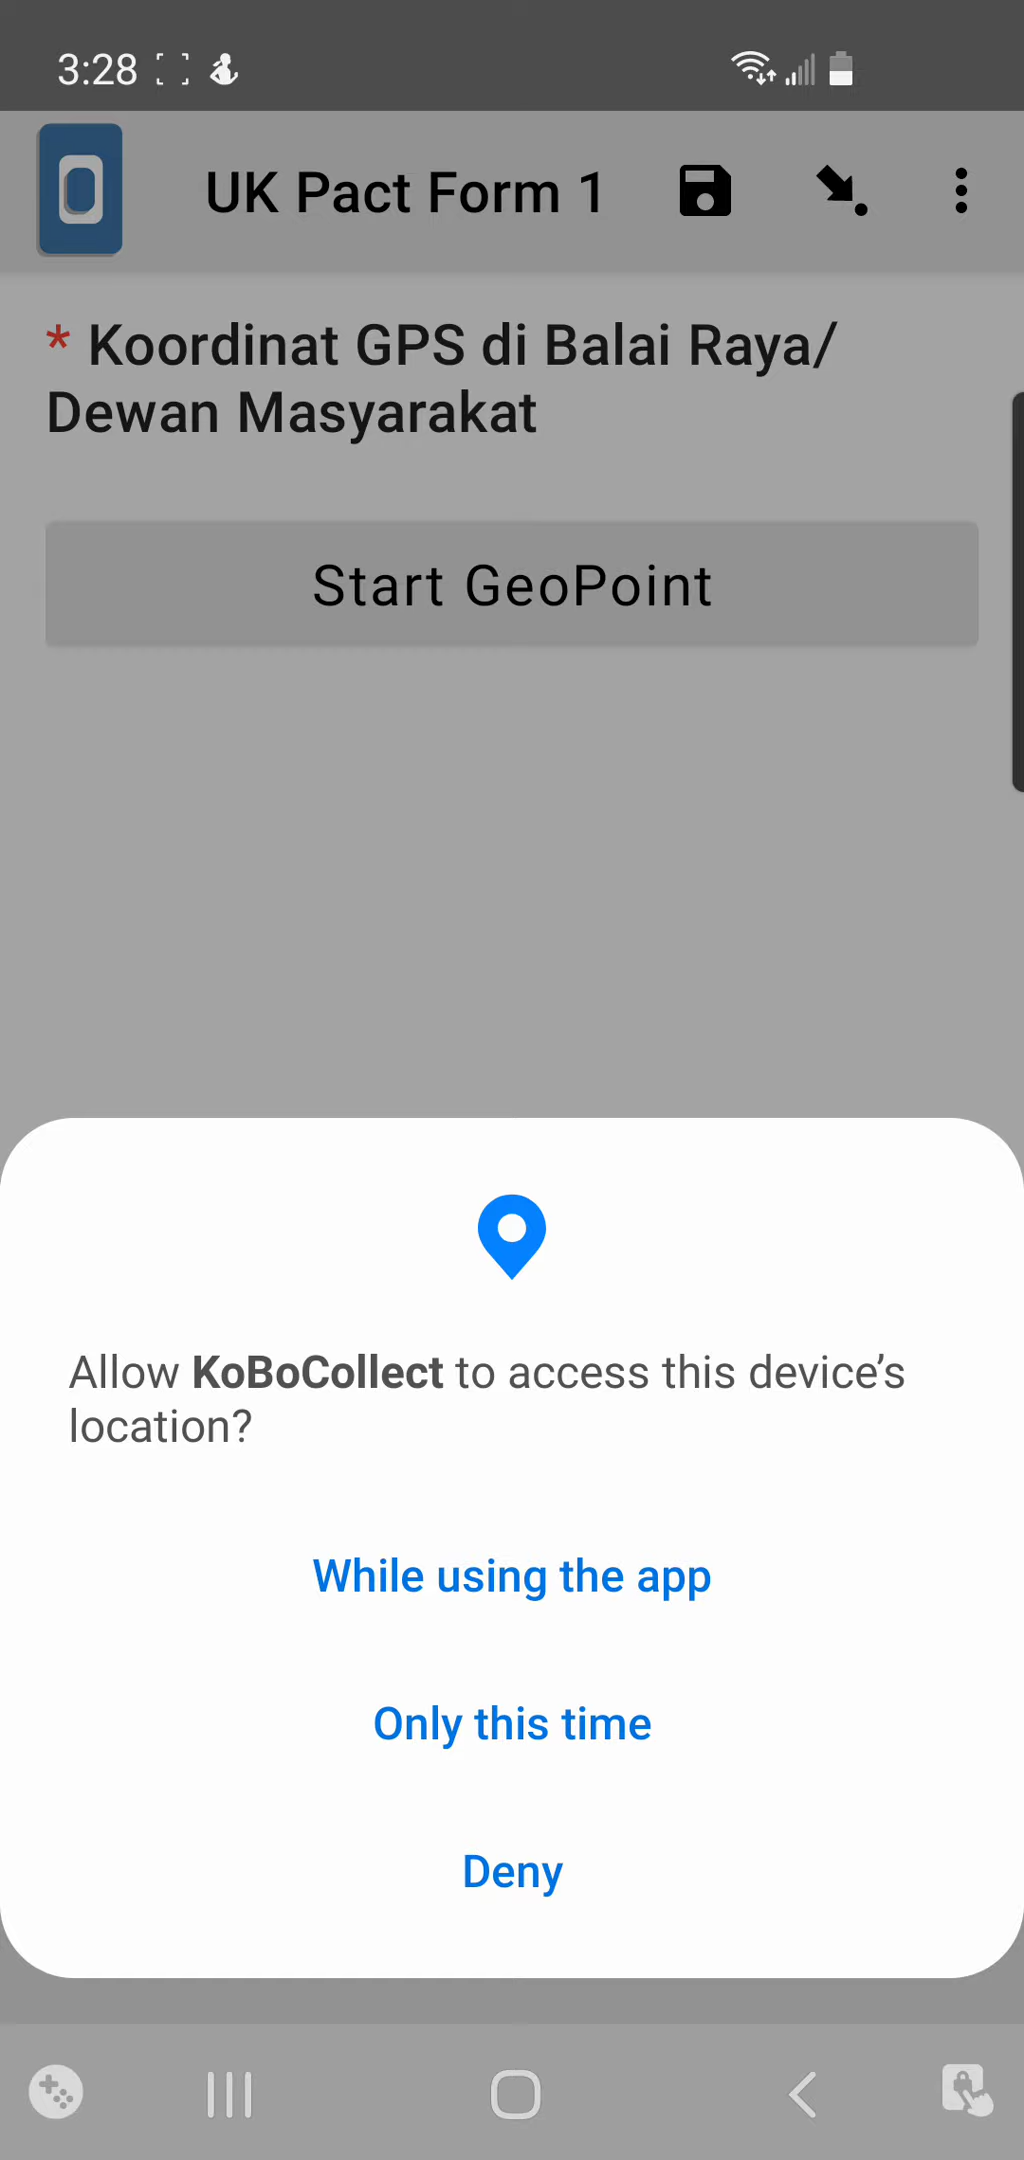 3:28
UK Pact Form 1
* Koordinat GPS di Balai Raya/
Dewan Masyarakat
Start GeoPoint
Allow KoBoCollect to access this device’s
location?
While using the app
Only this time
Deny